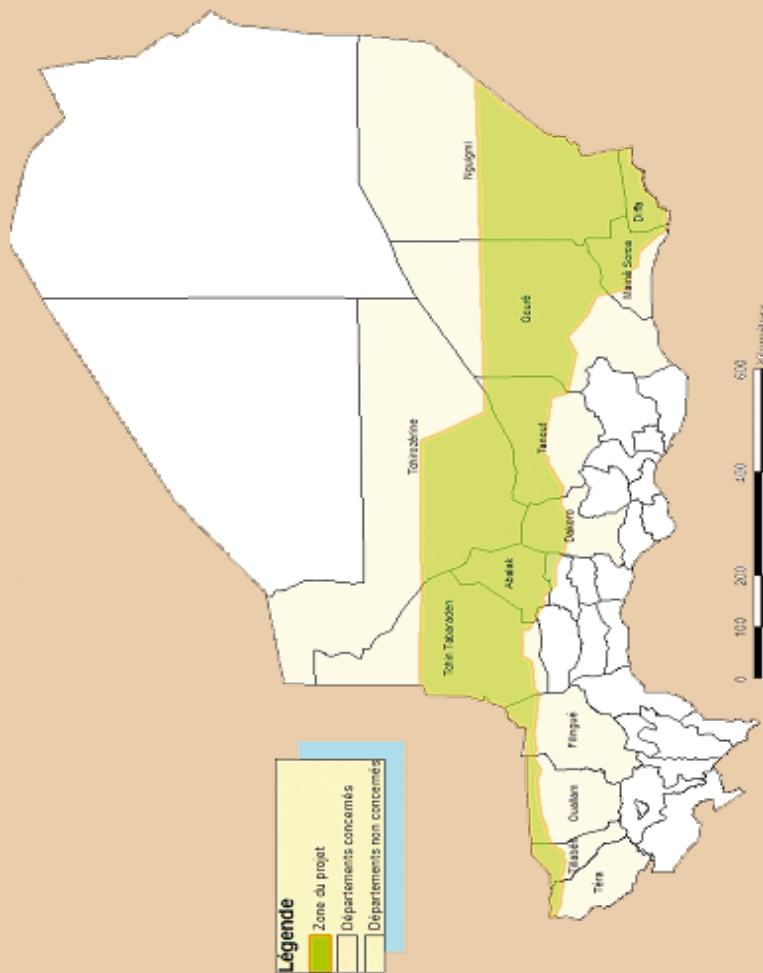 Légende
Zone du projet
Départements concernés
Départements non concernés
Nguigmi
Tchirozérine
Gouré
Diffa
Mainé Soroa
Tanout
Dakoro
Abalak
Tchin Tabaraden
Filingué
Oualam
Tillabéri
Téra
0 100 200 400 600